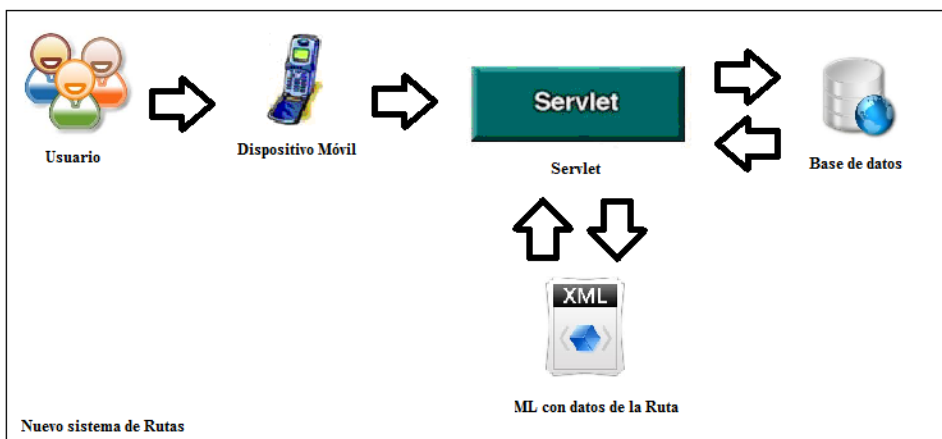 Servlet
Usuario
Dispositivo Móvil
Servlet
Base de datos
XML
ML con datos de la Ruta
Nuevo sistema de Rutas